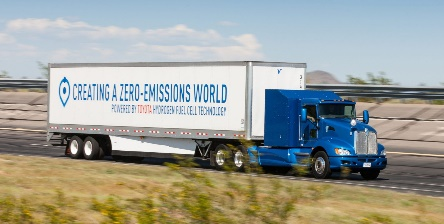 CREATING A ZERO-EMISSIONS WORLD
POWERED BY TOYOTA HYDROGEN FUEL CELL TECHNOLOGY